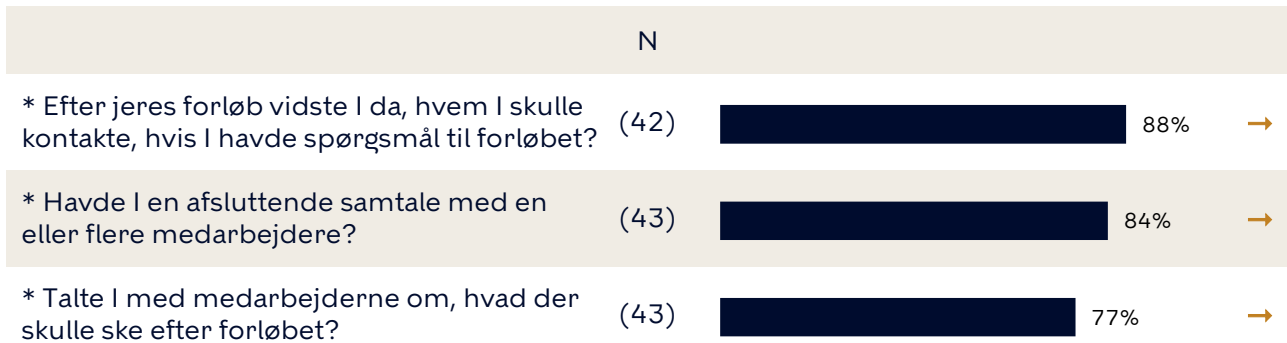 N
* Efter jeres forløb vidste I da, hvem I skulle
kontakte, hvis I havde spørgsmål til forløbet?
(42)
88%
→
* Havde I en afsluttende samtale med en
eller flere medarbejdere?
(43)
84%
→
* Talte I med medarbejderne om, hvad der
skulle ske efter forløbet?
(43)
77%
→